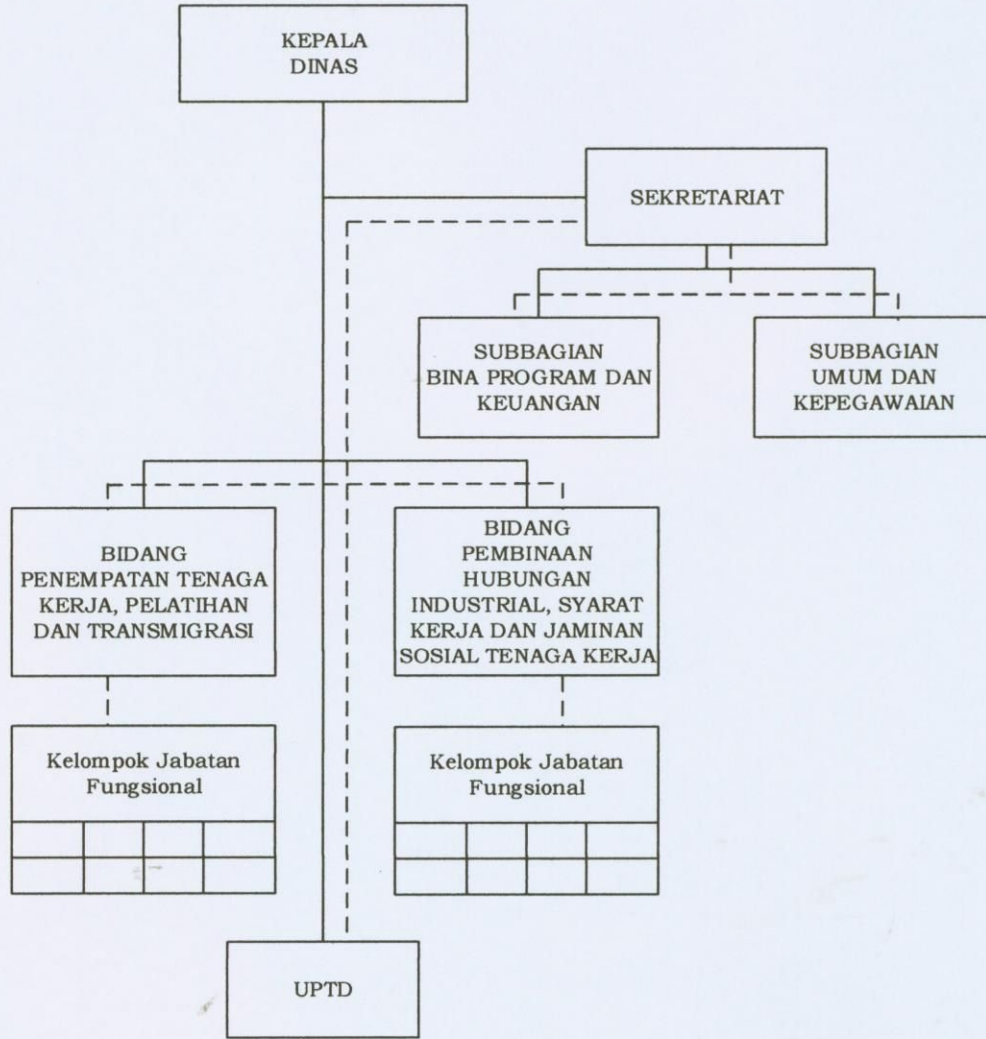 KEPALA
DINAS
SEKRETARIAT
SUBBAGIAN
BINA PROGRAM DAN
KEUANGAN
SUBBAGIAN
UMUM DAN
KEPEGAWAIAN
BIDANG
PENEMPATAN TENAGA
KERJA, PELATIHAN
DAN TRANSMIGRASI
BIDANG
PEMBINAAN
HUBUNGAN
INDUSTRIAL, SYARAT
KERJA DAN JAMINAN
SOSIAL TENAGA KERJA
Kelompok Jabatan
Fungsional
Kelompok Jabatan
Fungsional
UPTD